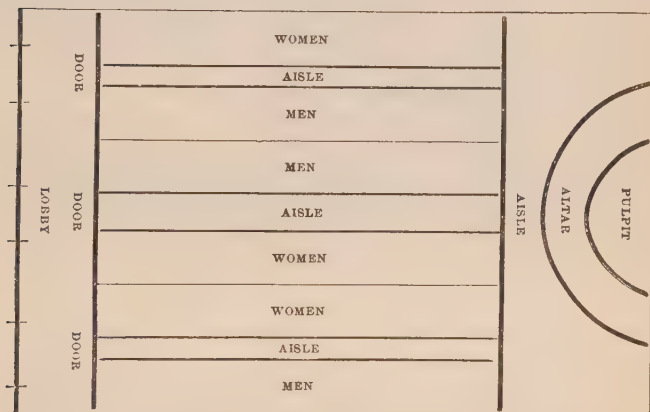 WOMEN
AISLE
MEN
MEN
AISLE
WOMEN
WOMEN
AISLE
MEN
DOOR
DOOR
DOOR
LOBBY
AISLE
ALTAR
PULPIT